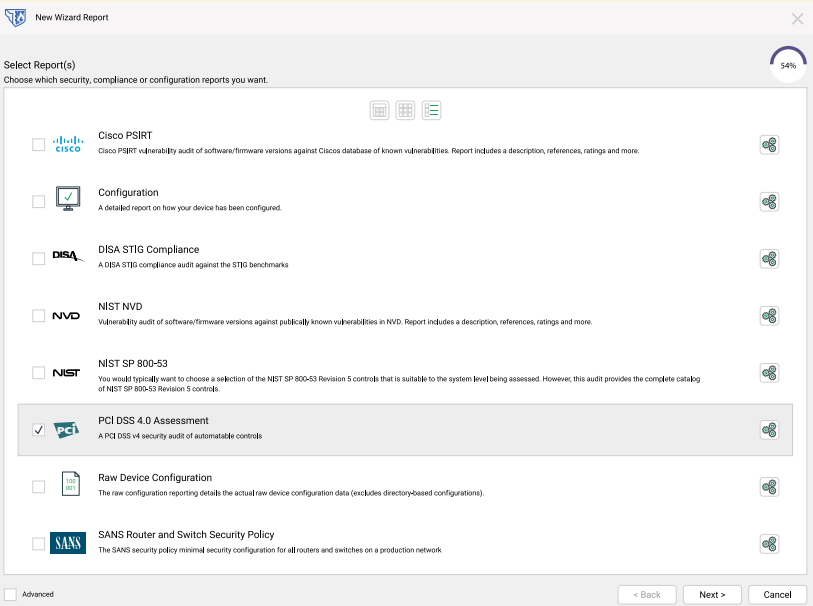 New Wizard Report
Select Report(s)
Choose which security, compliance or configuration reports you want.
54%
Cisco PSIRT
CISCO
Cisco PSIRT vulnerability audit of software/firmware versions against Ciscos database of known vulnerabilities. Report includes a description, references, ratings and more.
Configuration
A detailed report on how your device has been configured.
DISA STIG Compliance
DISA
A DISA STIG compliance audit against the STIG benchmarks
NIST NVD
NVD
Vulnerability audit of software/firmware versions against publically known vulnerabilities in NVD. Report includes a description, references, ratings and more.
NIST SP 800-53
NIST
You would typically want to choose a selection of the NIST SP 800-53 Revision 5 controls that is suitable to the system level being assessed. However, this audit provides the complete catalog
of NIST SP 800-53 Revision 5 controls.
PCI DSS 4.0 Assessment
PCI
A PCI DSS v4 security audit of automatable controls
Raw Device Configuration
100
001
The raw configuration reporting details the actual raw device configuration data (excludes directory-based configurations).
SANS Router and Switch Security Policy
SANS
The SANS security policy minimal security configuration for all routers and switches on a production network
Advanced
< Back
Next >
Cancel